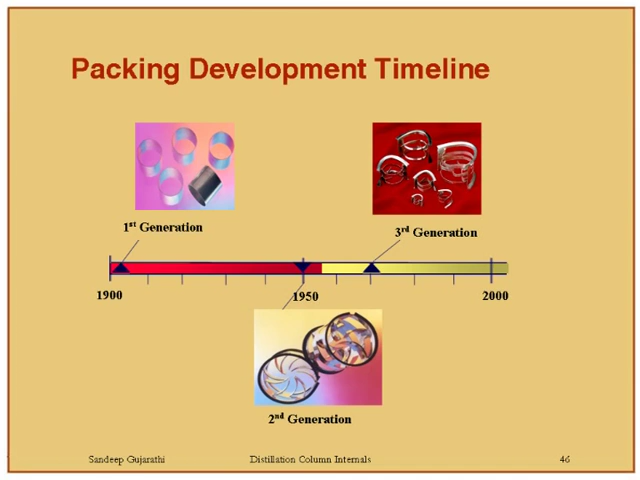 Packing Development Timeline
1st Generation
3rd Generation
1900
1950
2000
2nd Generation
Sandeep Gujarathi
Distillation Column Internals
46